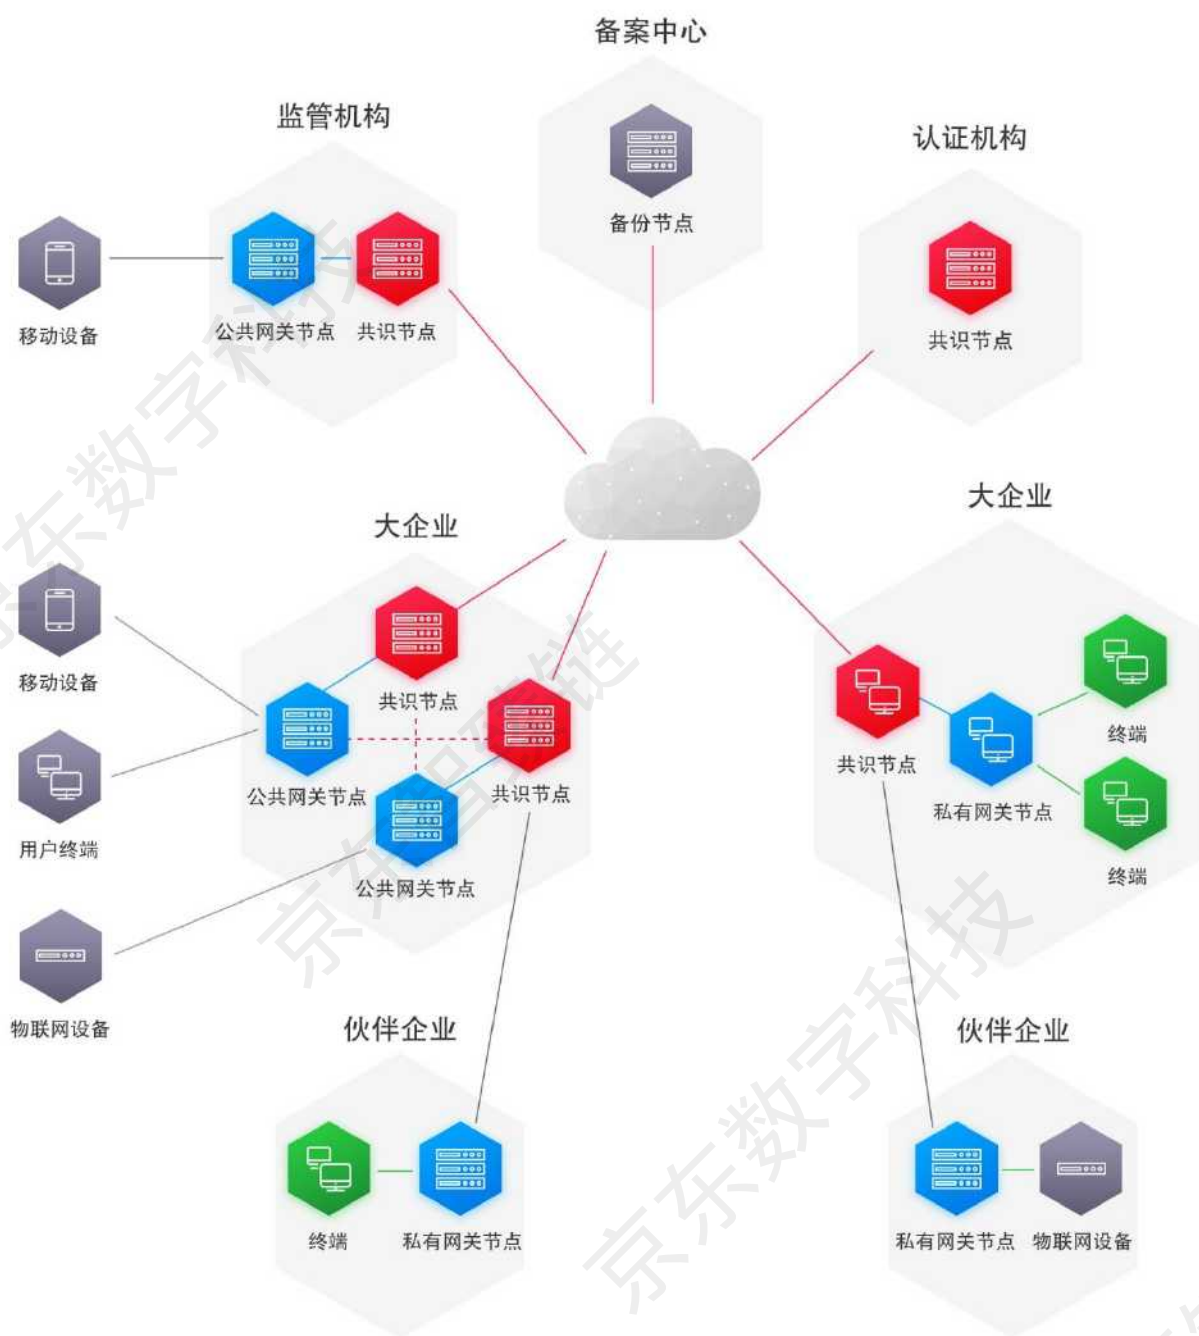 备案中心
监管机构
认证机构
备份节点
移动设备
公共网关节点
共识节点
共识节点
大企业
大企业
移动设备
共识节点
终端
共识节点
公共网关节点
共识节点
私有网关节点
用户终端
公共网关节点
终端
物联网设备
伙伴企业
伙伴企业
终端
私有网关节点
私有网关节点
物联网设备
京东数字科技
京东智臻链
京东数字科技